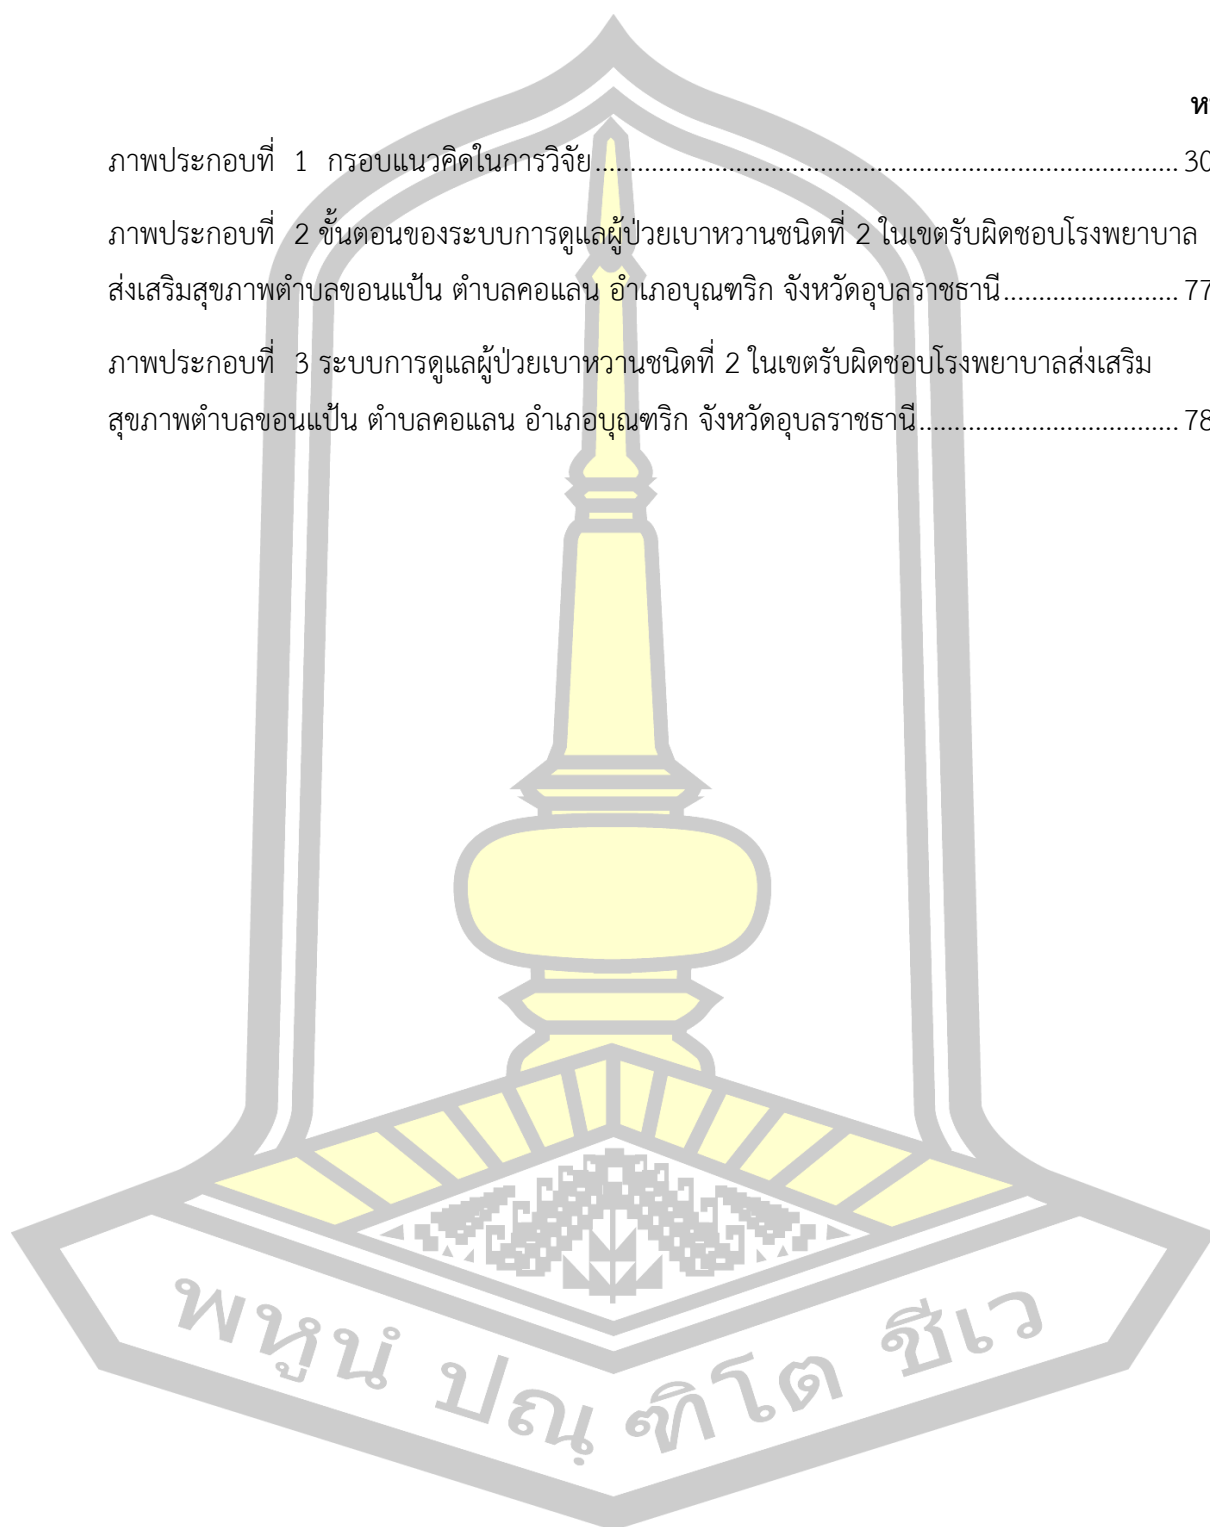 ภาพประกอบที่ 1 กรอบแนวคิดในการวิจัย................................................................................... 30
ภาพประกอบที่ 2 ขั้นตอนของระบบการดูแลผู้ป่วยเบาหวานชนิดที่ 2 ในเขตรับผิดชอบโรงพยาบาล
ส่งเสริมสุขภาพตำบลขอนแป้น ตำบลคอแลน อำเภอบุณฑริก จังหวัดอุบลราชธานี......................... 77
ภาพประกอบที่ 3 ระบบการดูแลผู้ป่วยเบาหวานชนิดที่ 2 ในเขตรับผิดชอบโรงพยาบาลส่งเสริม
สุขภาพตำบลขอนแป้น ตำบลคอแลน อำเภอบุณฑริก จังหวัดอุบลราชธานี..................................... 78
พหูนํ ปณฺฑิโต ชีเว